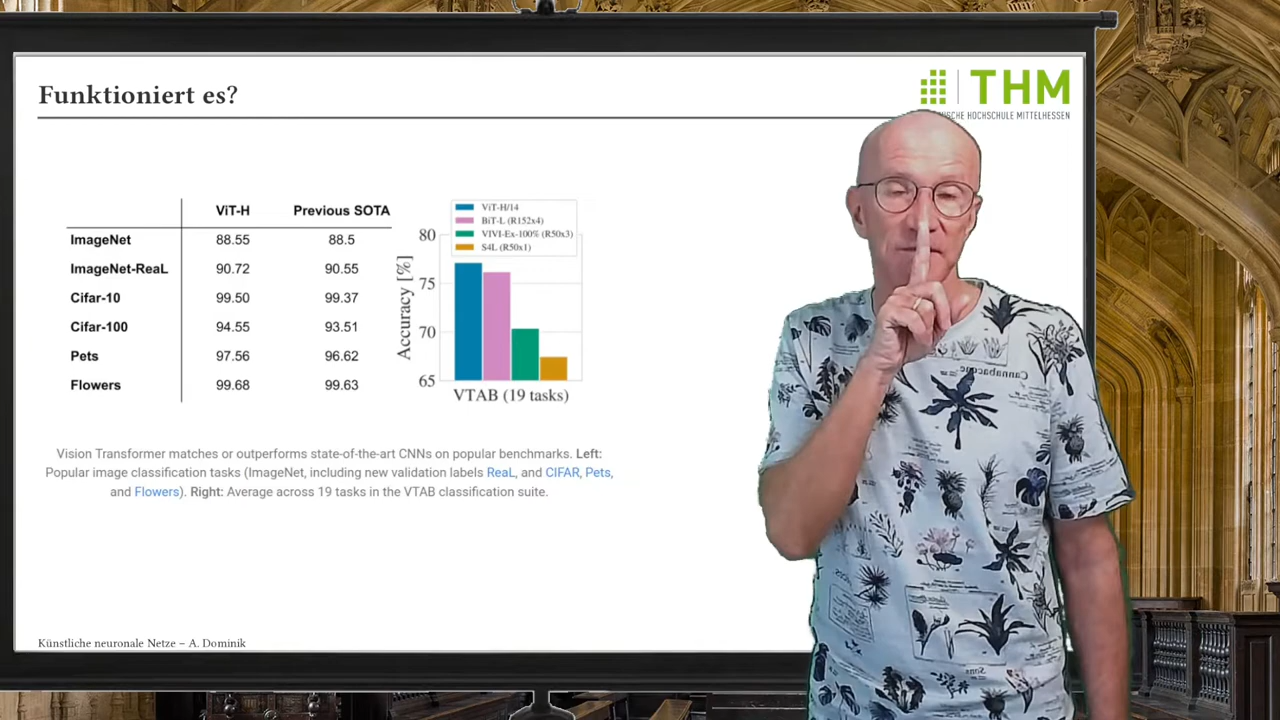 Funktioniert es?
THM
SCHE HOCHSCHULE MITTELHESSEN
ViT-H Previous SOTA
ImageNet 88.55 88.5
ImageNet-ReaL 90.72 90.55
Cifar-10 99.50 99.37
Cifar-100 94.55 93.51
Pets 97.56 96.62
Flowers 99.68 99.63
ViT-H/14
BiT-L (R152x4)
VIVI-Ex-100% (R50x3)
S4L (R50x1)
Accuracy [%]
80
75
70
65
VTAB (19 tasks)
Vision Transformer matches or outperforms state-of-the-art CNNs on popular benchmarks. Left:
Popular image classification tasks (ImageNet, including new validation labels ReaL, and CIFAR, Pets,
and Flowers). Right: Average across 19 tasks in the VTAB classification suite.
Künstliche neuronale Netze – A. Dominik
Cannabaceae